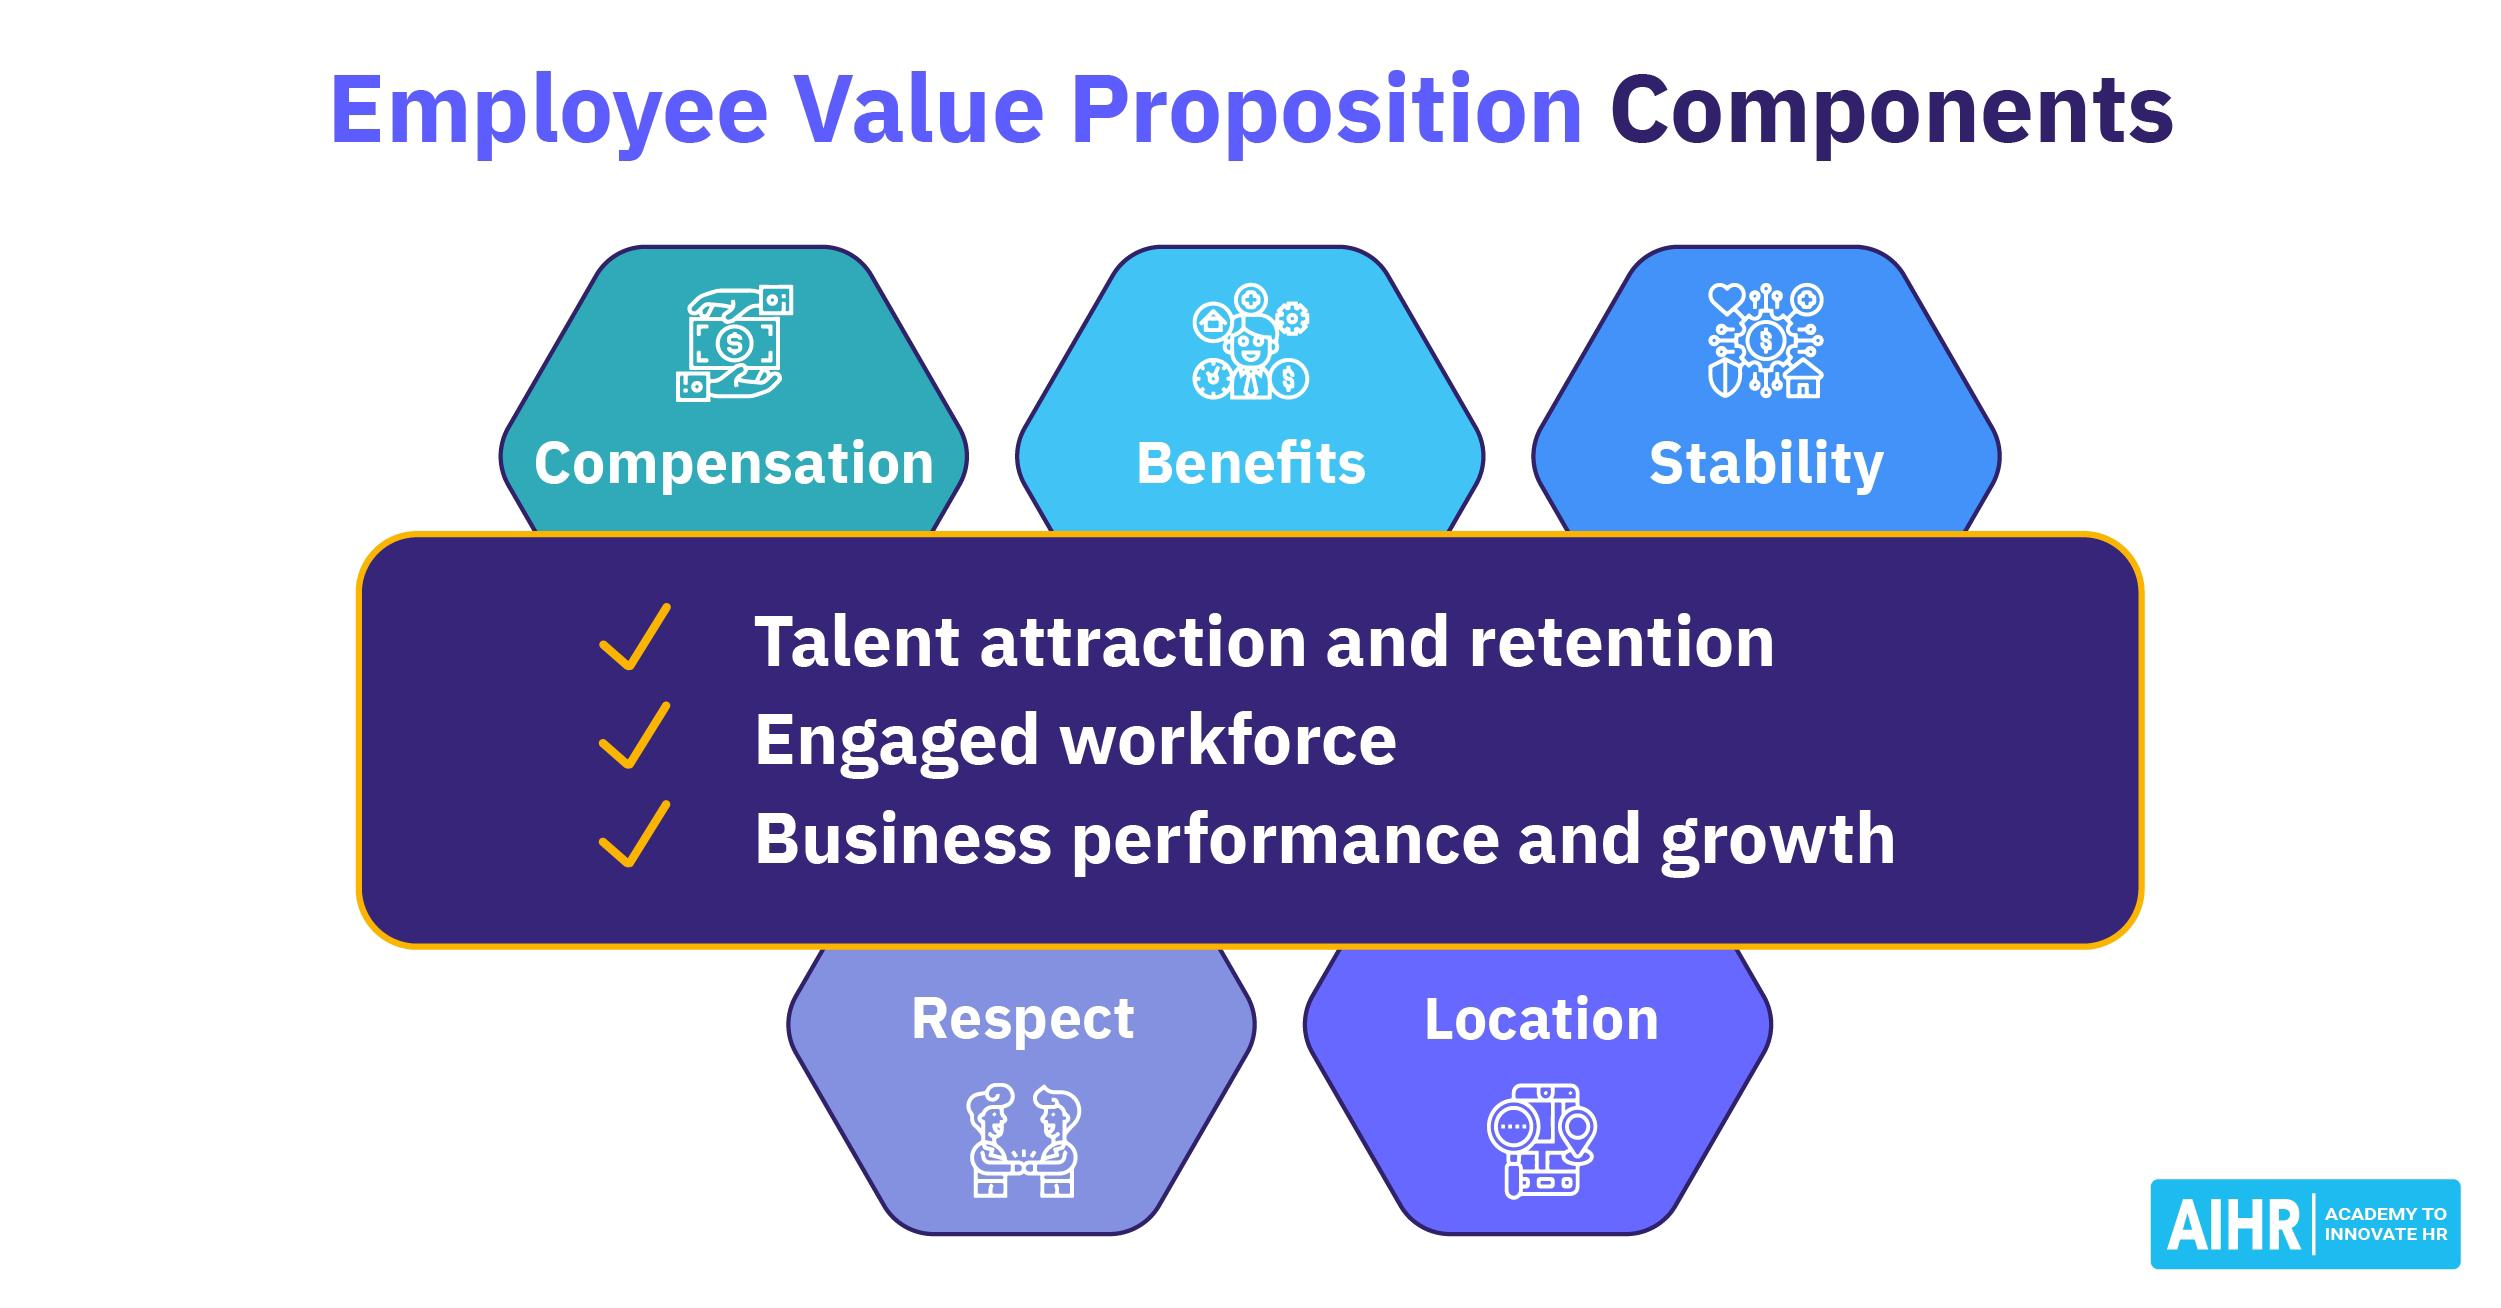 Employee Value Proposition Components
Compensation
Benefits
Stability
Talent attraction and retention
Engaged workforce
Business performance and growth
Respect
Location
AIHR
ACADEMY TO
INNOVATE HR